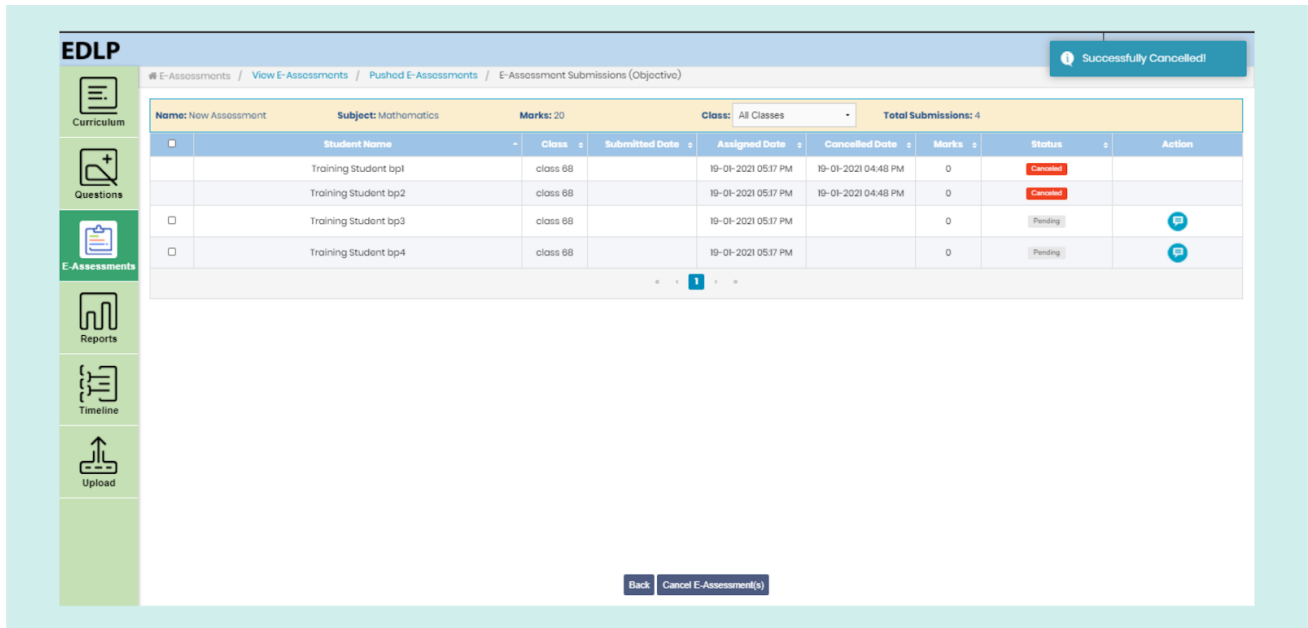 EDLP
Successfully Cancelled!
E-Assessments / View E-Assessments / Pushed E-Assessments / E-Assessment Submissions (Objective)
Curriculum
Questions
E-Assessments
Reports
Timeline
Upload
Name: New Assessment Subject: Mathematics Marks: 20 Class: All Classes Total Submissions: 4
Student Name Class Submitted Date Assigned Date Cancelled Date Marks Status Action
Training Student bp1 class 68 19-01-2021 05:17 PM 19-01-2021 04:48 PM 0 Canceled
Training Student bp2 class 68 19-01-2021 05:17 PM 19-01-2021 04:48 PM 0 Canceled
Training Student bp3 class 68 19-01-2021 05:17 PM 0 Pending
Training Student bp4 class 68 19-01-2021 05:17 PM 0 Pending
« ‹ 1 › »
Back Cancel E-Assessment(s)